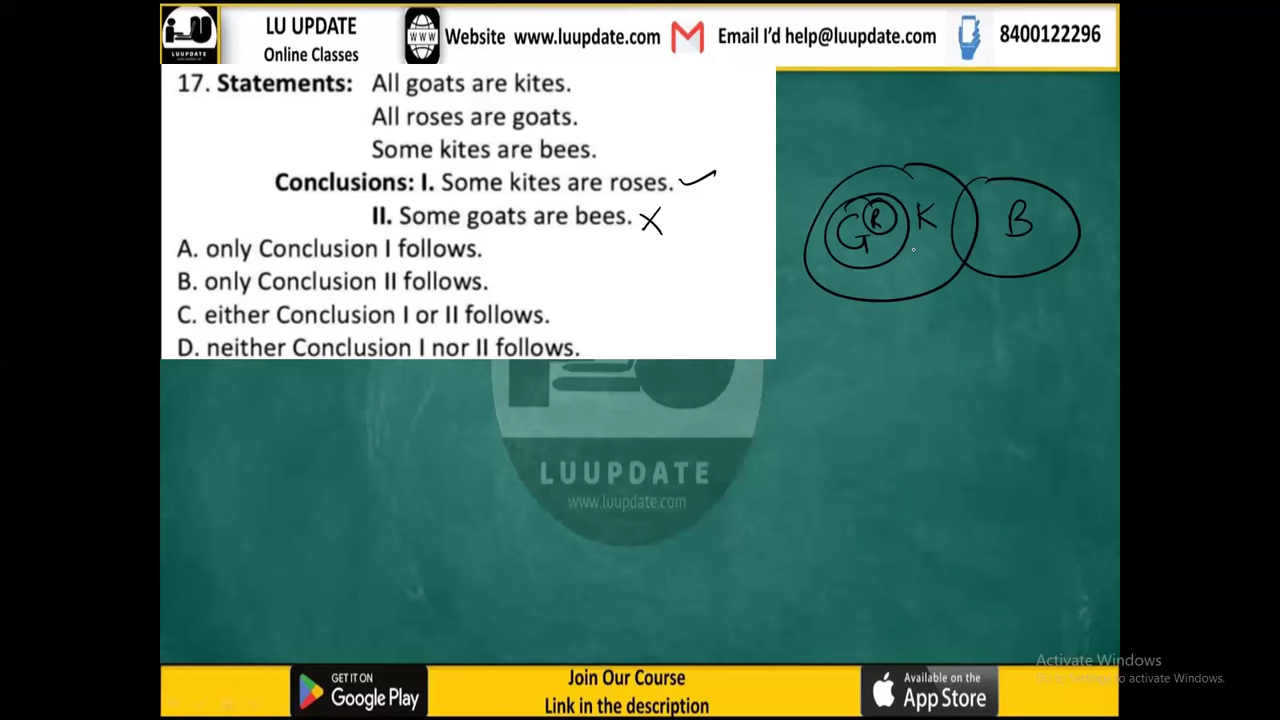 LU UPDATE
Online Classes
LUUPDATE
WWW
Website www.luupdate.com
Email I'd help@luupdate.com
8400122296
17. Statements: All goats are kites.
All roses are goats.
Some kites are bees.
Conclusions: I. Some kites are roses.
II. Some goats are bees.
A. only Conclusion I follows.
B. only Conclusion II follows.
C. either Conclusion I or II follows.
D. neither Conclusion I nor II follows.
G R K B
LUUPDATE
www.luupdate.com
Activate Windows
GET IT ON
Google Play
Join Our Course
Link in the description
Available on the
App Store